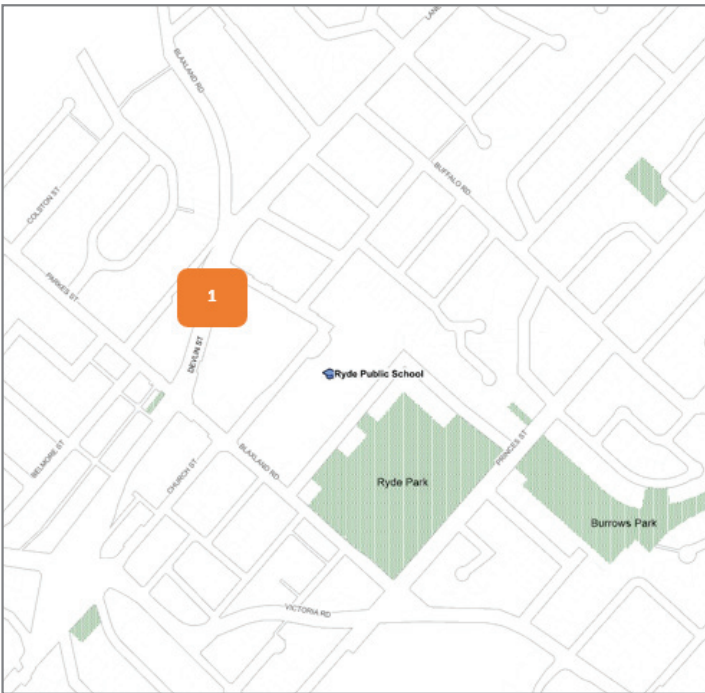 LANE
BLAXLAND RD
BUFFALO RD
COLSTON ST
PARKES ST
1
DEVLIN ST
Ryde Public School
BELMORE ST
CHURCH ST
BLAXLAND RD
PRINCES ST
Ryde Park
Burrows Park
VICTORIA RD